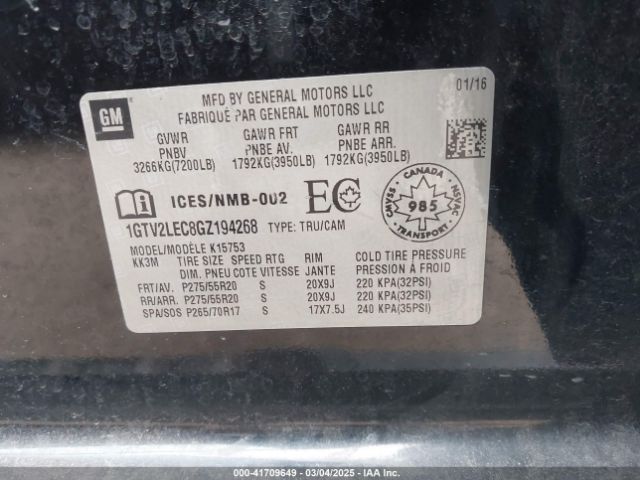 GM
MFD BY GENERAL MOTORS LLC
FABRIQUÉ PAR GENERAL MOTORS LLC
01/16
GVWR GAWR FRT GAWR RR
PNBV PNBE AV. PNBE ARR.
3266KG(7200LB) 1792KG(3950LB) 1792KG(3950LB)
i ICES/NMB-002 EC
CANADA
CMVSS 985 NSVAC
TRANSPORT
1GTV2LEC8GZ194268 TYPE: TRU/CAM
MODEL/MODÈLE K15753
KK3M TIRE SIZE SPEED RTG RIM COLD TIRE PRESSURE
DIM. PNEU COTE VITESSE JANTE PRESSION À FROID
FRT/AV. P275/55R20 S 20X9J 220 KPA(32PSI)
RR/ARR. P275/55R20 S 20X9J 220 KPA(32PSI)
SPA/SOS P265/70R17 S 17X7.5J 240 KPA(35PSI)
000-41709649 - 03/04/2025 - IAA Inc.